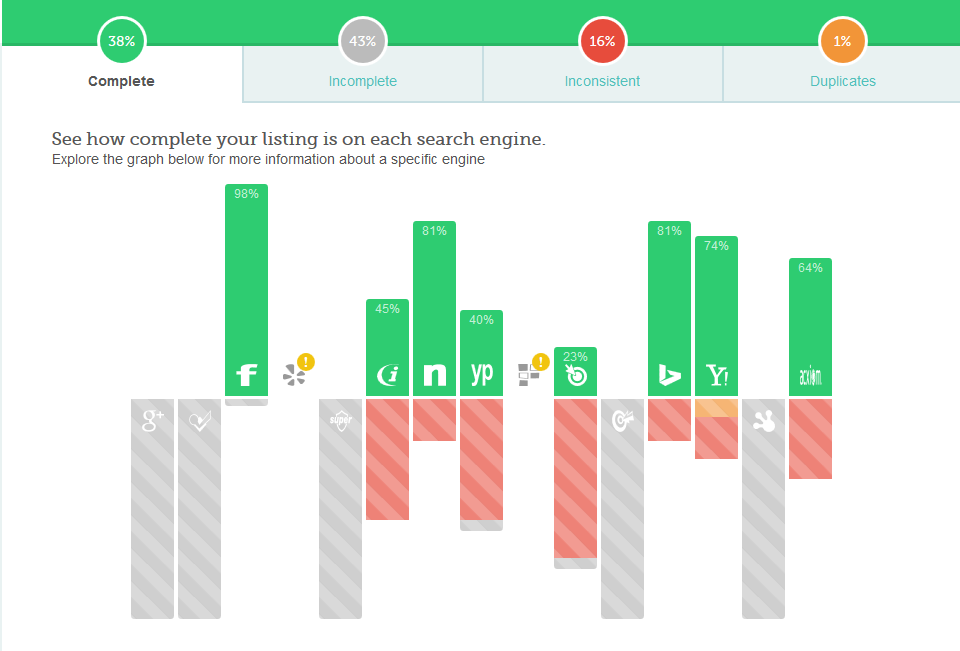 38%
43%
16%
1%
Complete
Incomplete
Inconsistent
Duplicates
See how complete your listing is on each search engine.
Explore the graph below for more information about a specific engine
98%
81%
81%
74%
64%
45%
40%
23%
f
!
n
yp
!
Y!
acxiom
g+
super